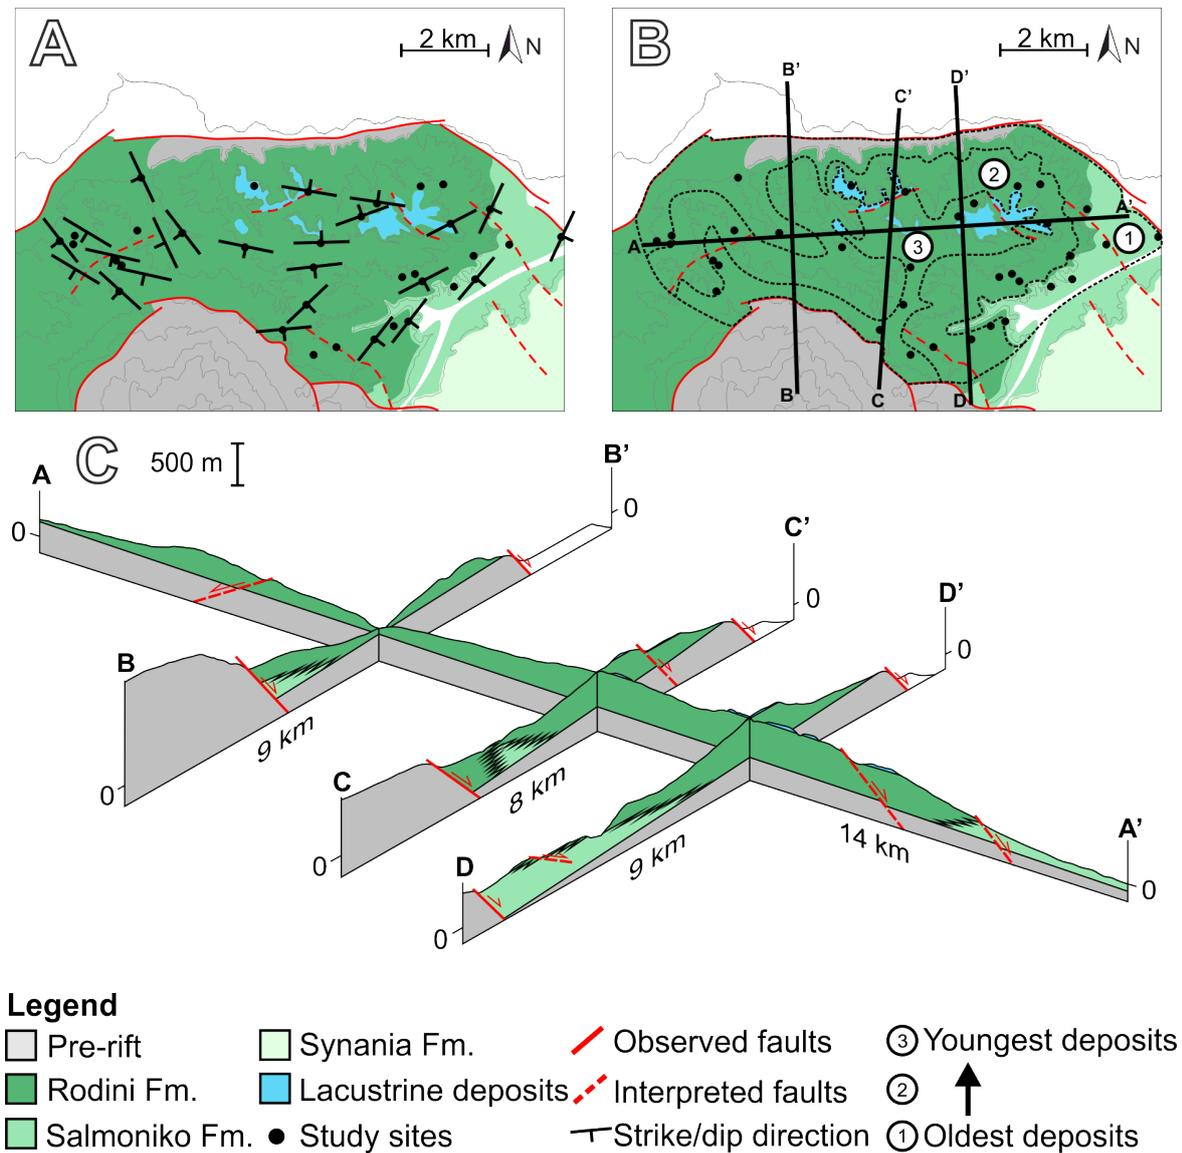 A
2 km
N
B
2 km
N
B'
C'
D'
2
A'
A
3
1
B
C
D
C
500 m
A
0
B'
0
C'
0
D'
0
B
0
9 km
C
0
8 km
D
0
9 km
14 km
A'
0
Legend
Pre-rift
Synania Fm.
Observed faults
3 Youngest deposits
Rodini Fm.
Lacustrine deposits
Interpreted faults
2
Salmoniko Fm.
Study sites
Strike/dip direction
1 Oldest deposits